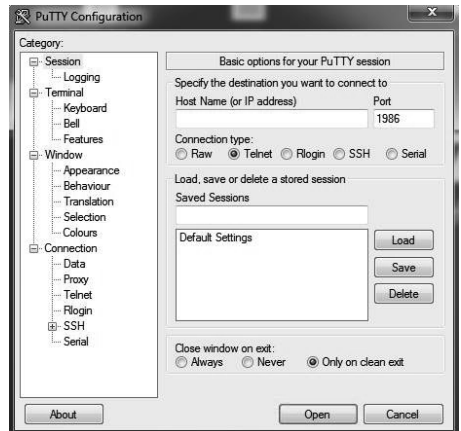 PuTTY Configuration
X
Category:
Session
Logging
Terminal
Keyboard
Bell
Features
Window
Appearance
Behaviour
Translation
Selection
Colours
Connection
Data
Proxy
Telnet
Rlogin
SSH
Serial
Basic options for your PuTTY session
Specify the destination you want to connect to
Host Name (or IP address) Port
1986
Connection type:
Raw Telnet Rlogin SSH Serial
Load, save or delete a stored session
Saved Sessions
Default Settings
Load
Save
Delete
Close window on exit:
Always Never Only on clean exit
About Open Cancel